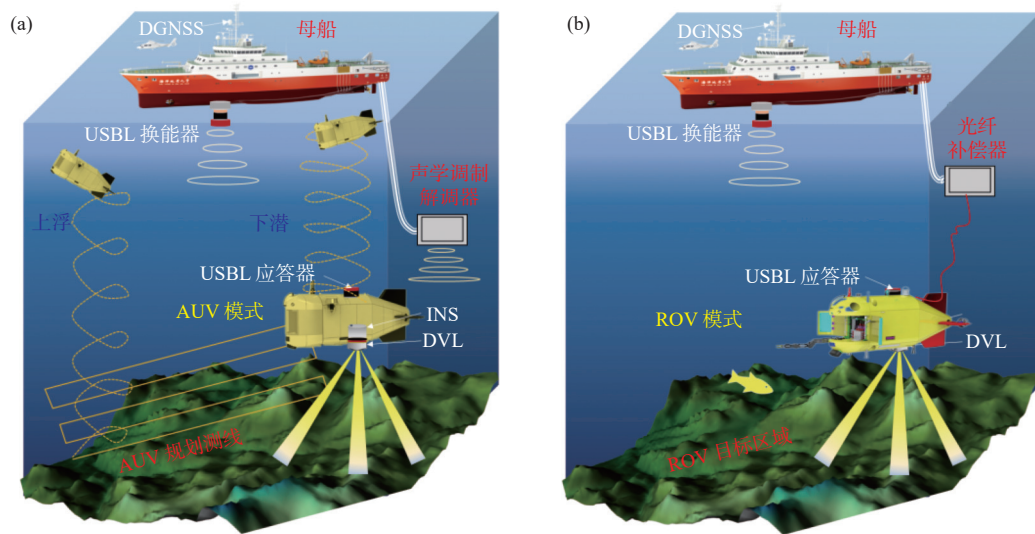 (a)
DGNSS
母船
USBL 换能器
声学调制
解调器
上浮
下潜
USBL 应答器
AUV 模式
INS
DVL
AUV 规划测线
(b)
DGNSS
母船
USBL 换能器
光纤
补偿器
USBL 应答器
ROV 模式
DVL
ROV 目标区域